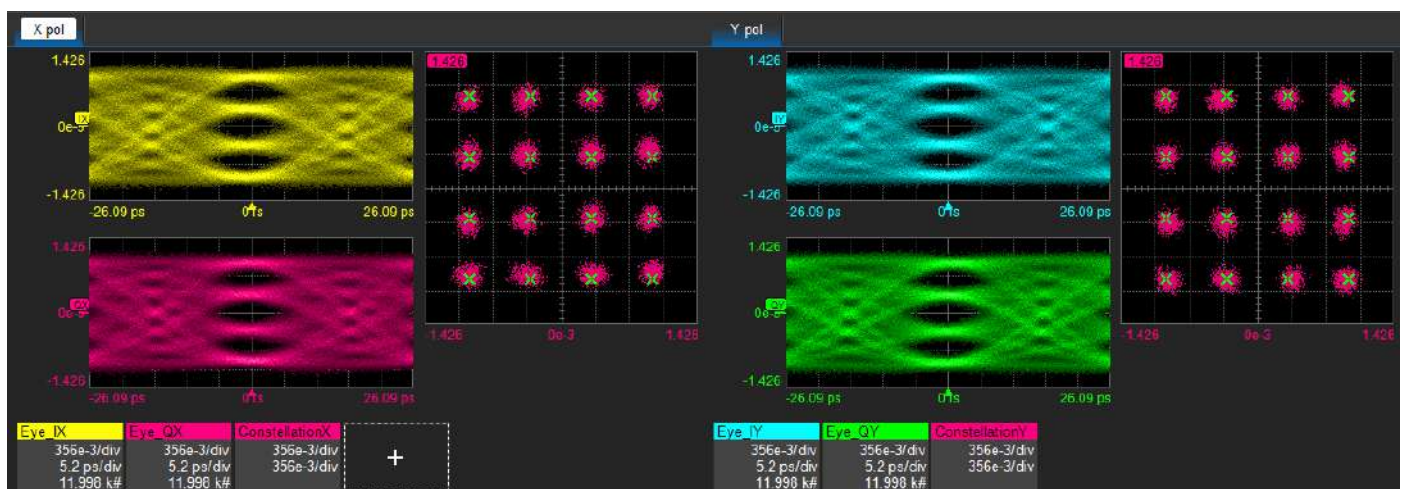 X pol
Y pol
1.426
IX
0e-3
-1.426
-26.09 ps
0 fs
26.09 ps
1.426
QX
0e-3
-1.426
-26.09 ps
0 fs
26.09 ps
1.426
-1.426
0e-3
1.426
1.426
IY
0e-3
-1.426
-26.09 ps
0 fs
26.09 ps
1.426
QY
0e-3
-1.426
-26.09 ps
0 fs
26.09 ps
1.426
-1.426
0e-3
1.426
Eye_IX
356e-3/div
5.2 ps/div
11.998 k#
Eye_QX
356e-3/div
5.2 ps/div
11.998 k#
ConstellationX
356e-3/div
356e-3/div
+
Eye_IY
356e-3/div
5.2 ps/div
11.998 k#
Eye_QY
356e-3/div
5.2 ps/div
11.998 k#
ConstellationY
356e-3/div
356e-3/div